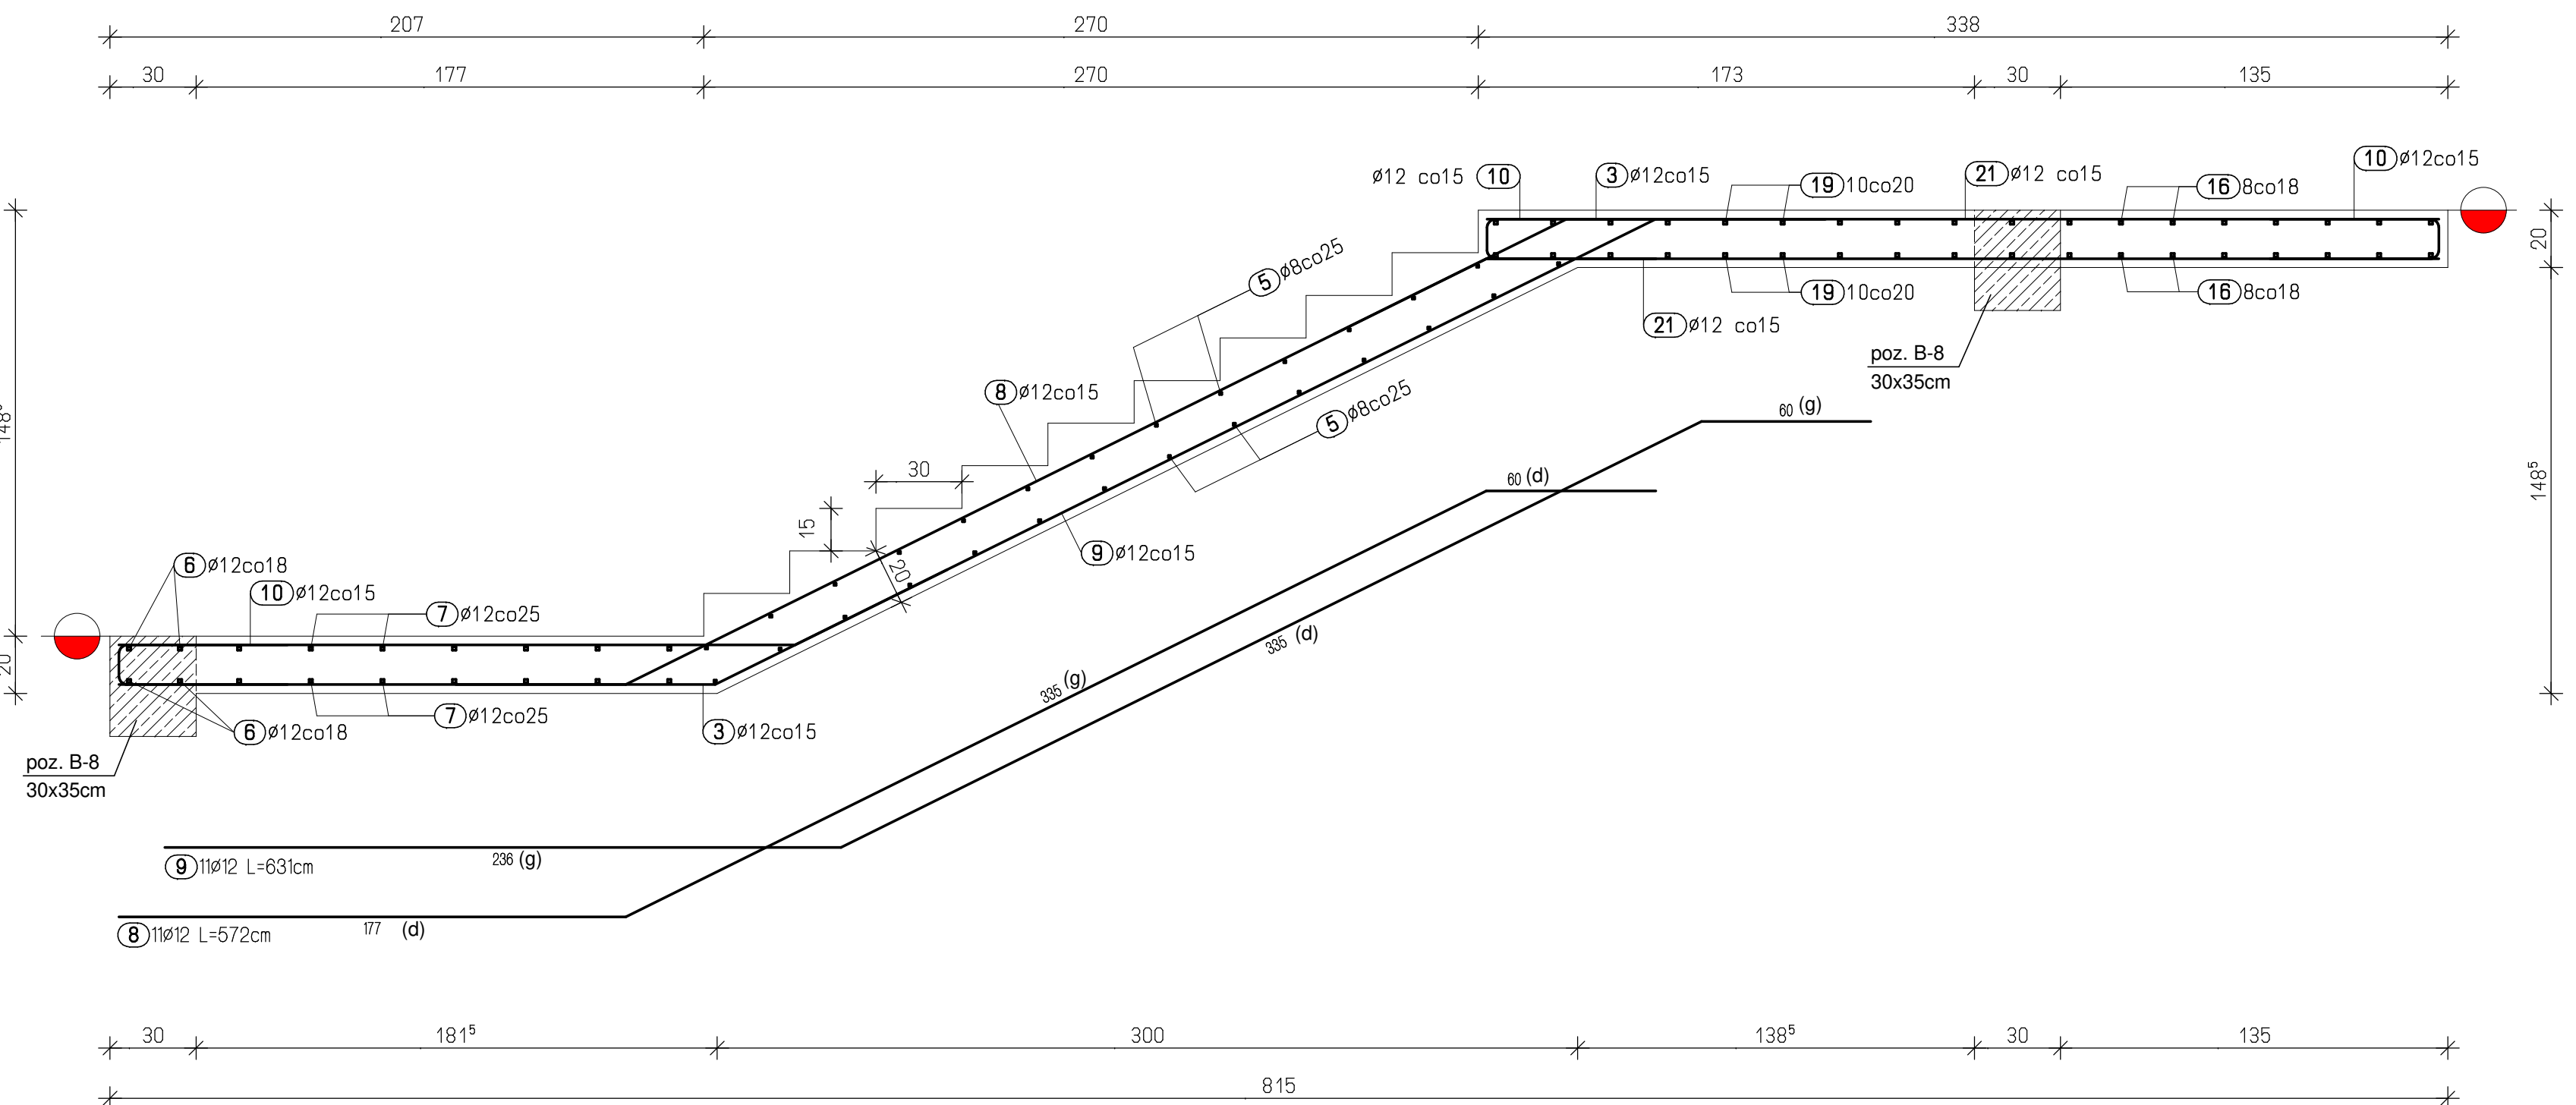 207 270 338
30 177 270 173 30 135
ø12 co15 10
3 ø12co15
19 10co20
21 ø12 co15
16 8co18
10 ø12co15
5 ø8co25
20
19 10co20
16 8co18
21 ø12 co15
poz. B-8
30x35cm
8 ø12co15
5 ø8co25
60 (g)
148⁵
30
60 (d)
148⁵
15
9 ø12co15
20
6 ø12co18
10 ø12co15
7 ø12co25
335 (d)
20
335 (g)
7 ø12co25
6 ø12co18
3 ø12co15
poz. B-8
30x35cm
236 (g)
9 11ø12 L=631cm
177 (d)
8 11ø12 L=572cm
30 181⁵ 300 138⁵ 30 135
815